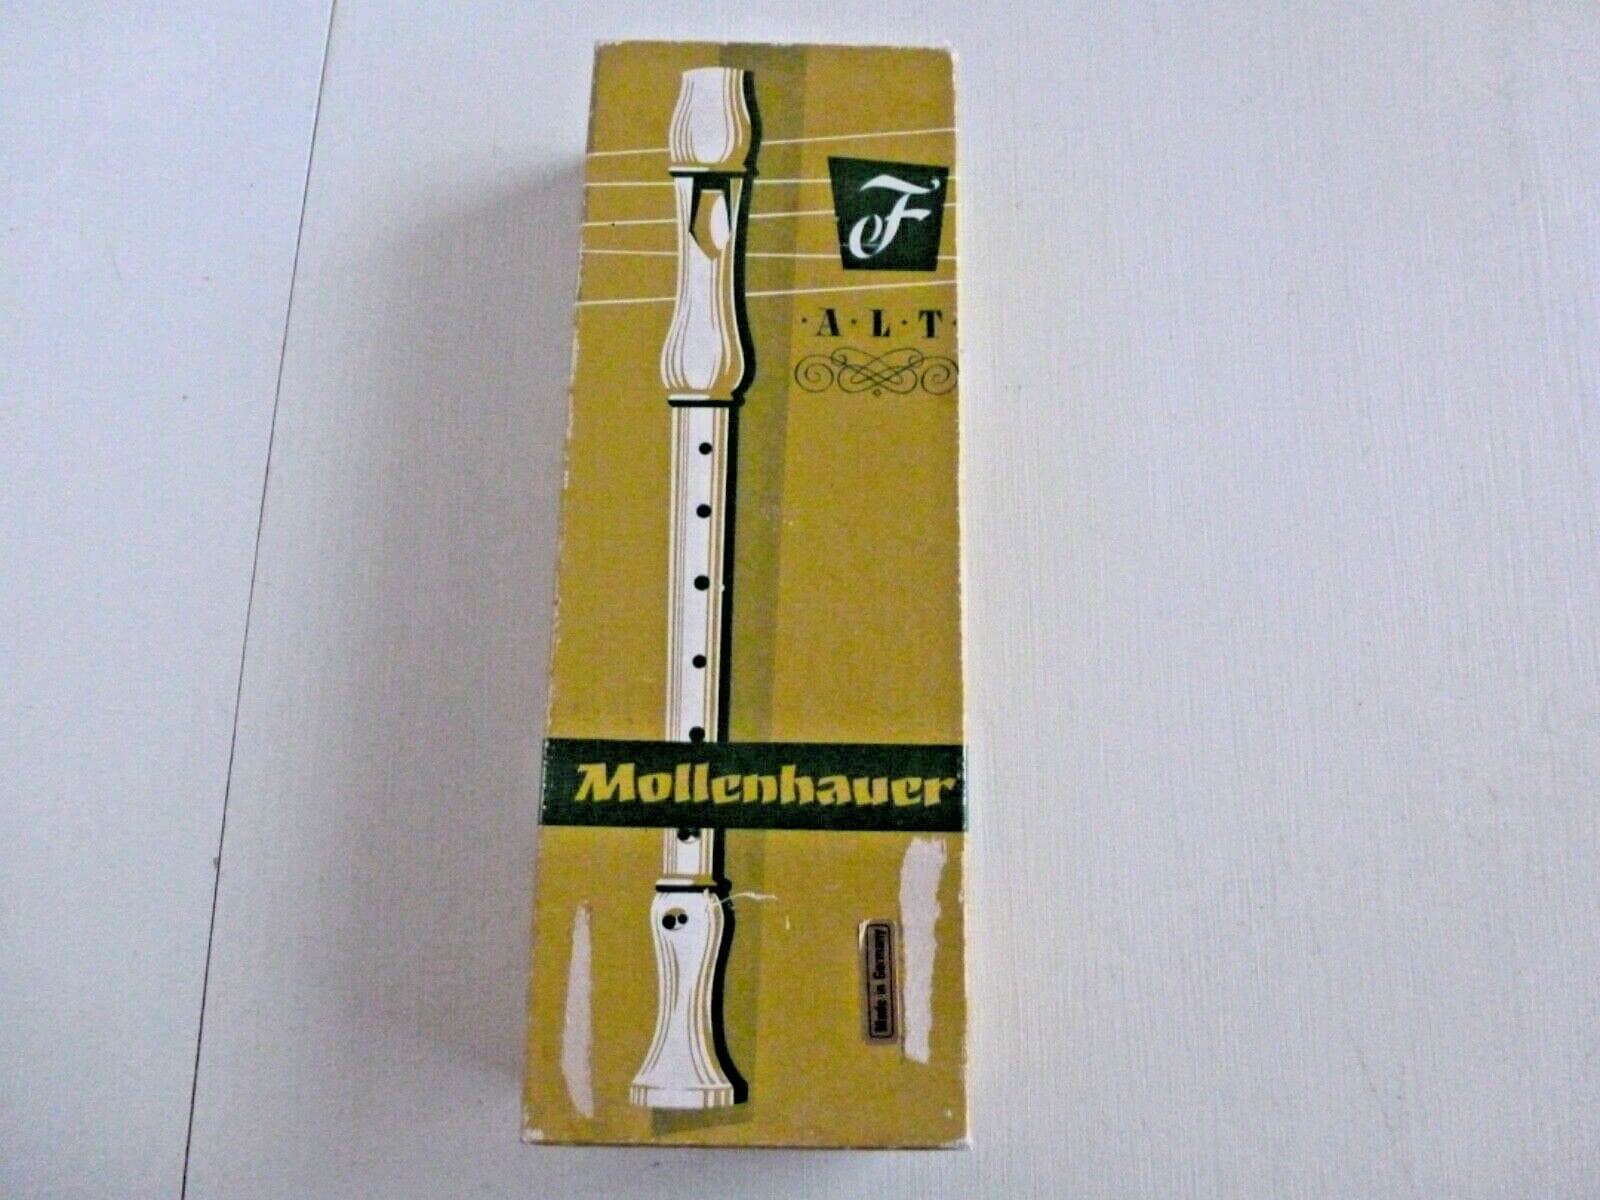 F'
·A·L·T·
Mollenhauer
Made in Germany